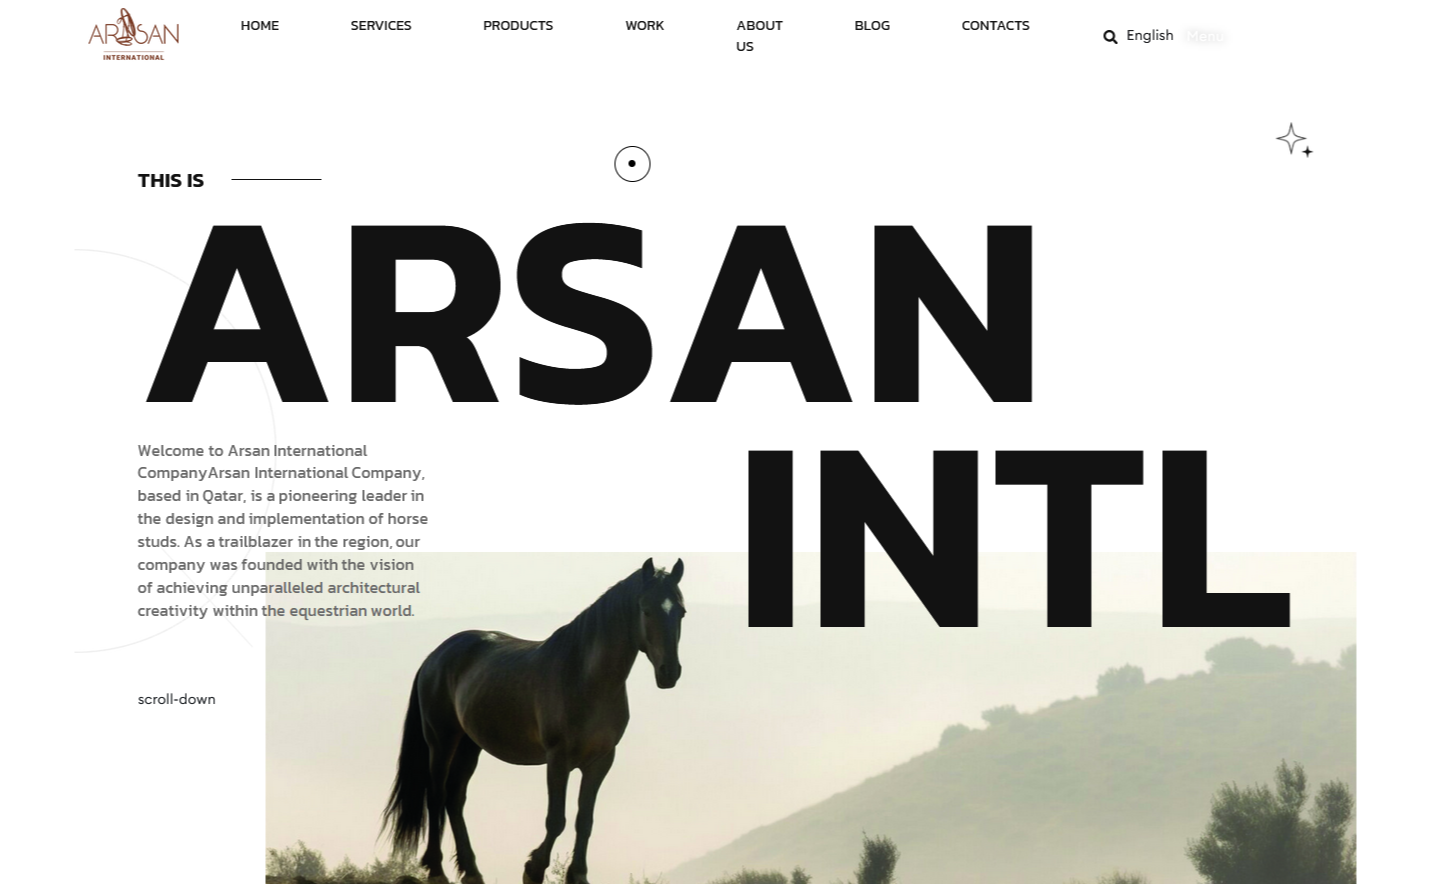 ARSAN
INTERNATIONAL
HOME
SERVICES
PRODUCTS
WORK
ABOUT
US
BLOG
CONTACTS
English
Menu
THIS IS
ARSAN
INTL
Welcome to Arsan International
CompanyArsan International Company,
based in Qatar, is a pioneering leader in
the design and implementation of horse
studs. As a trailblazer in the region, our
company was founded with the vision
of achieving unparalleled architectural
creativity within the equestrian world.
scroll-down